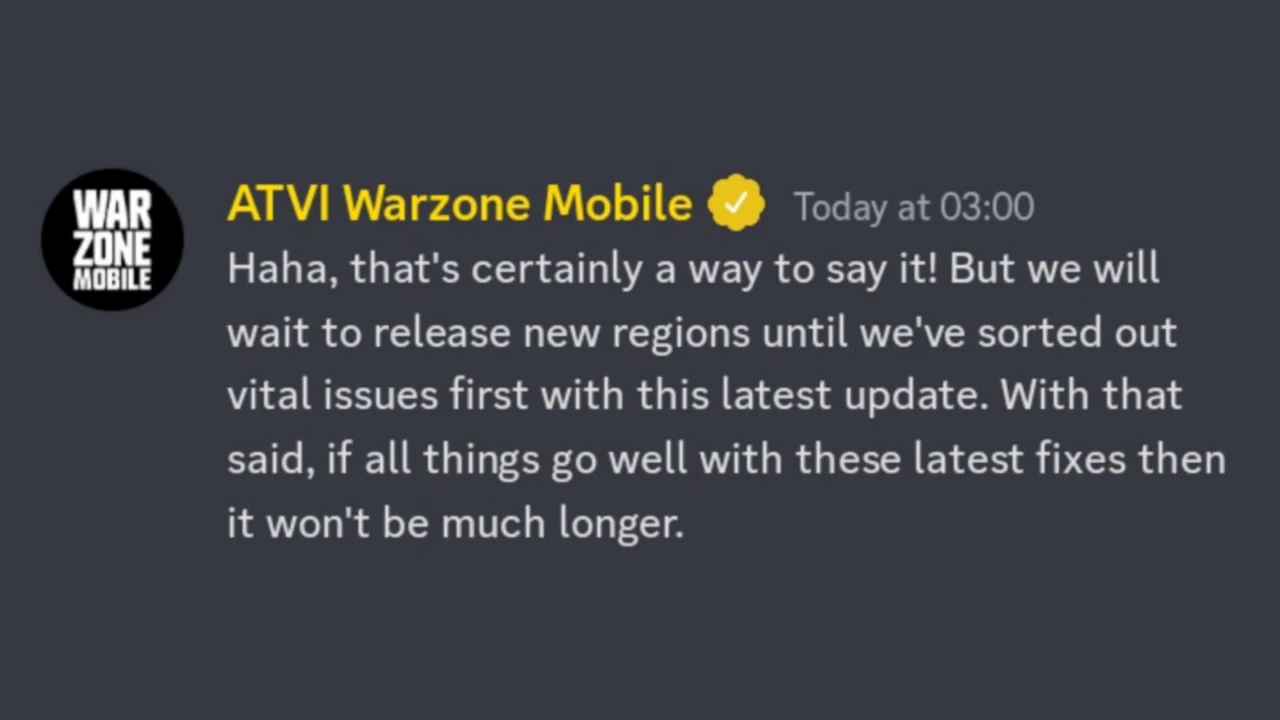 WAR
ZONE
MOBILE
ATVI Warzone Mobile Today at 03:00
Haha, that's certainly a way to say it! But we will
wait to release new regions until we've sorted out
vital issues first with this latest update. With that
said, if all things go well with these latest fixes then
it won't be much longer.